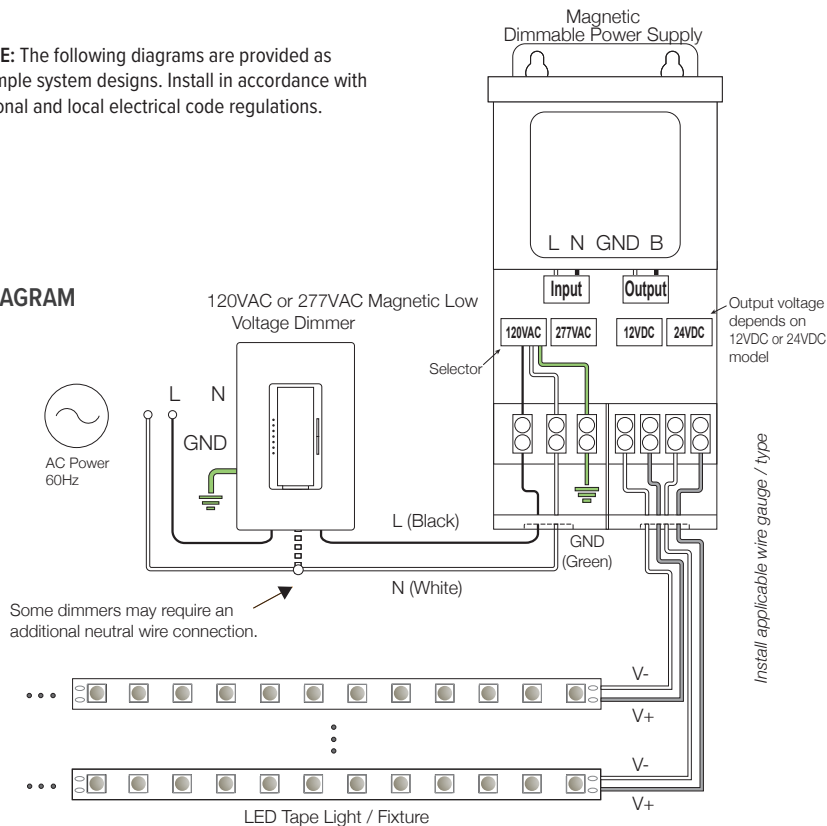 Magnetic
Dimmable Power Supply
E: The following diagrams are provided as
mple system designs. Install in accordance with
onal and local electrical code regulations.
L N GND B
Input
Output
AGRAM
120VAC or 277VAC Magnetic Low
Voltage Dimmer
120VAC
277VAC
12VDC
24VDC
Output voltage
depends on
12VDC or 24VDC
model
Selector
L
N
GND
AC Power
60Hz
L (Black)
GND
(Green)
N (White)
Install applicable wire gauge / type
Some dimmers may require an
additional neutral wire connection.
V-
V+
V-
V+
LED Tape Light / Fixture